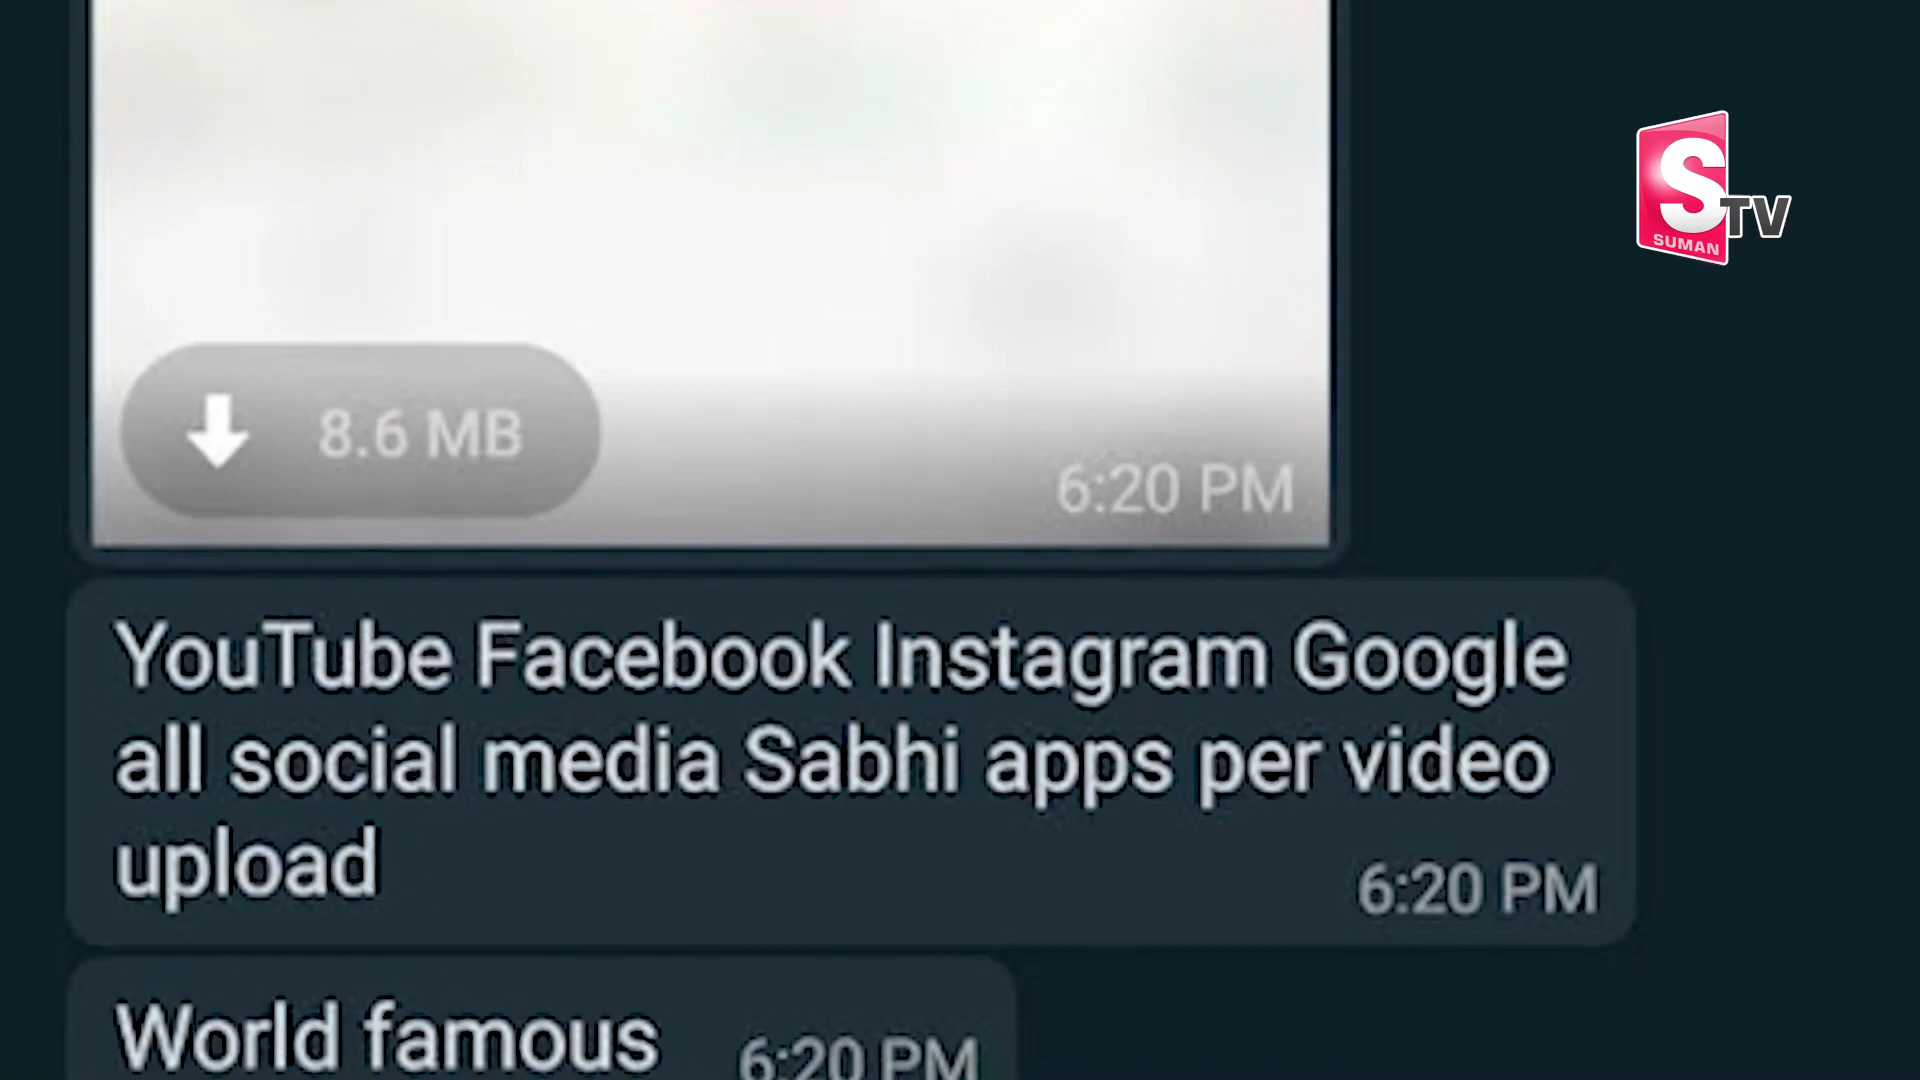 S
TV
SUMAN
8.6 MB
6:20 PM
YouTube Facebook Instagram Google
all social media Sabhi apps per video
upload
6:20 PM
World famous
6:20 PM